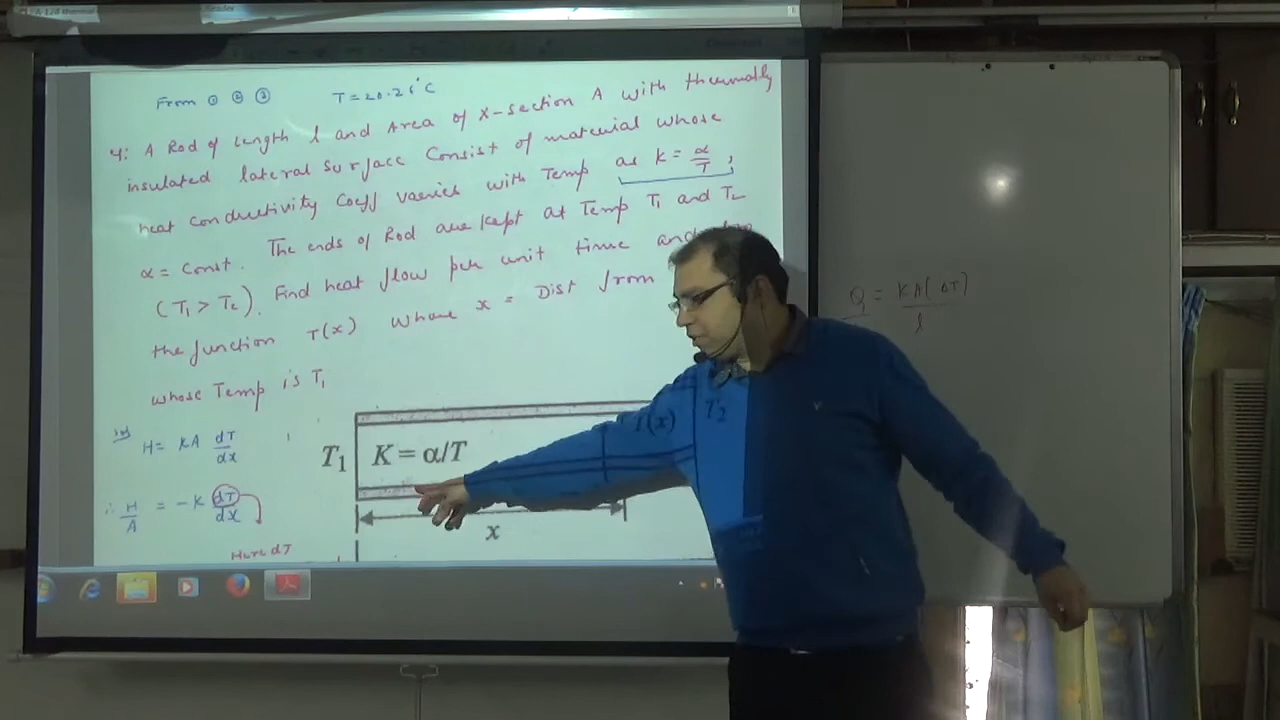 From ① ② ③ T = 20.26°C
4: A Rod of Length l and Area of X-section A with thermally
insulated lateral surface Consist of material whose
heat conductivity Coeff varies with Temp as k = α/T,
α = Const. The ends of Rod are kept at Temp T1 and T2
(T1 > T2). Find heat flow per unit time and
the function T(x) where x = Dist from
whose Temp is T1
H = KA dT/dx
T1 K = α/T T(x) T2
∴ H/A = -K dT/dx
x
Here dT
Q = KA(ΔT)/l